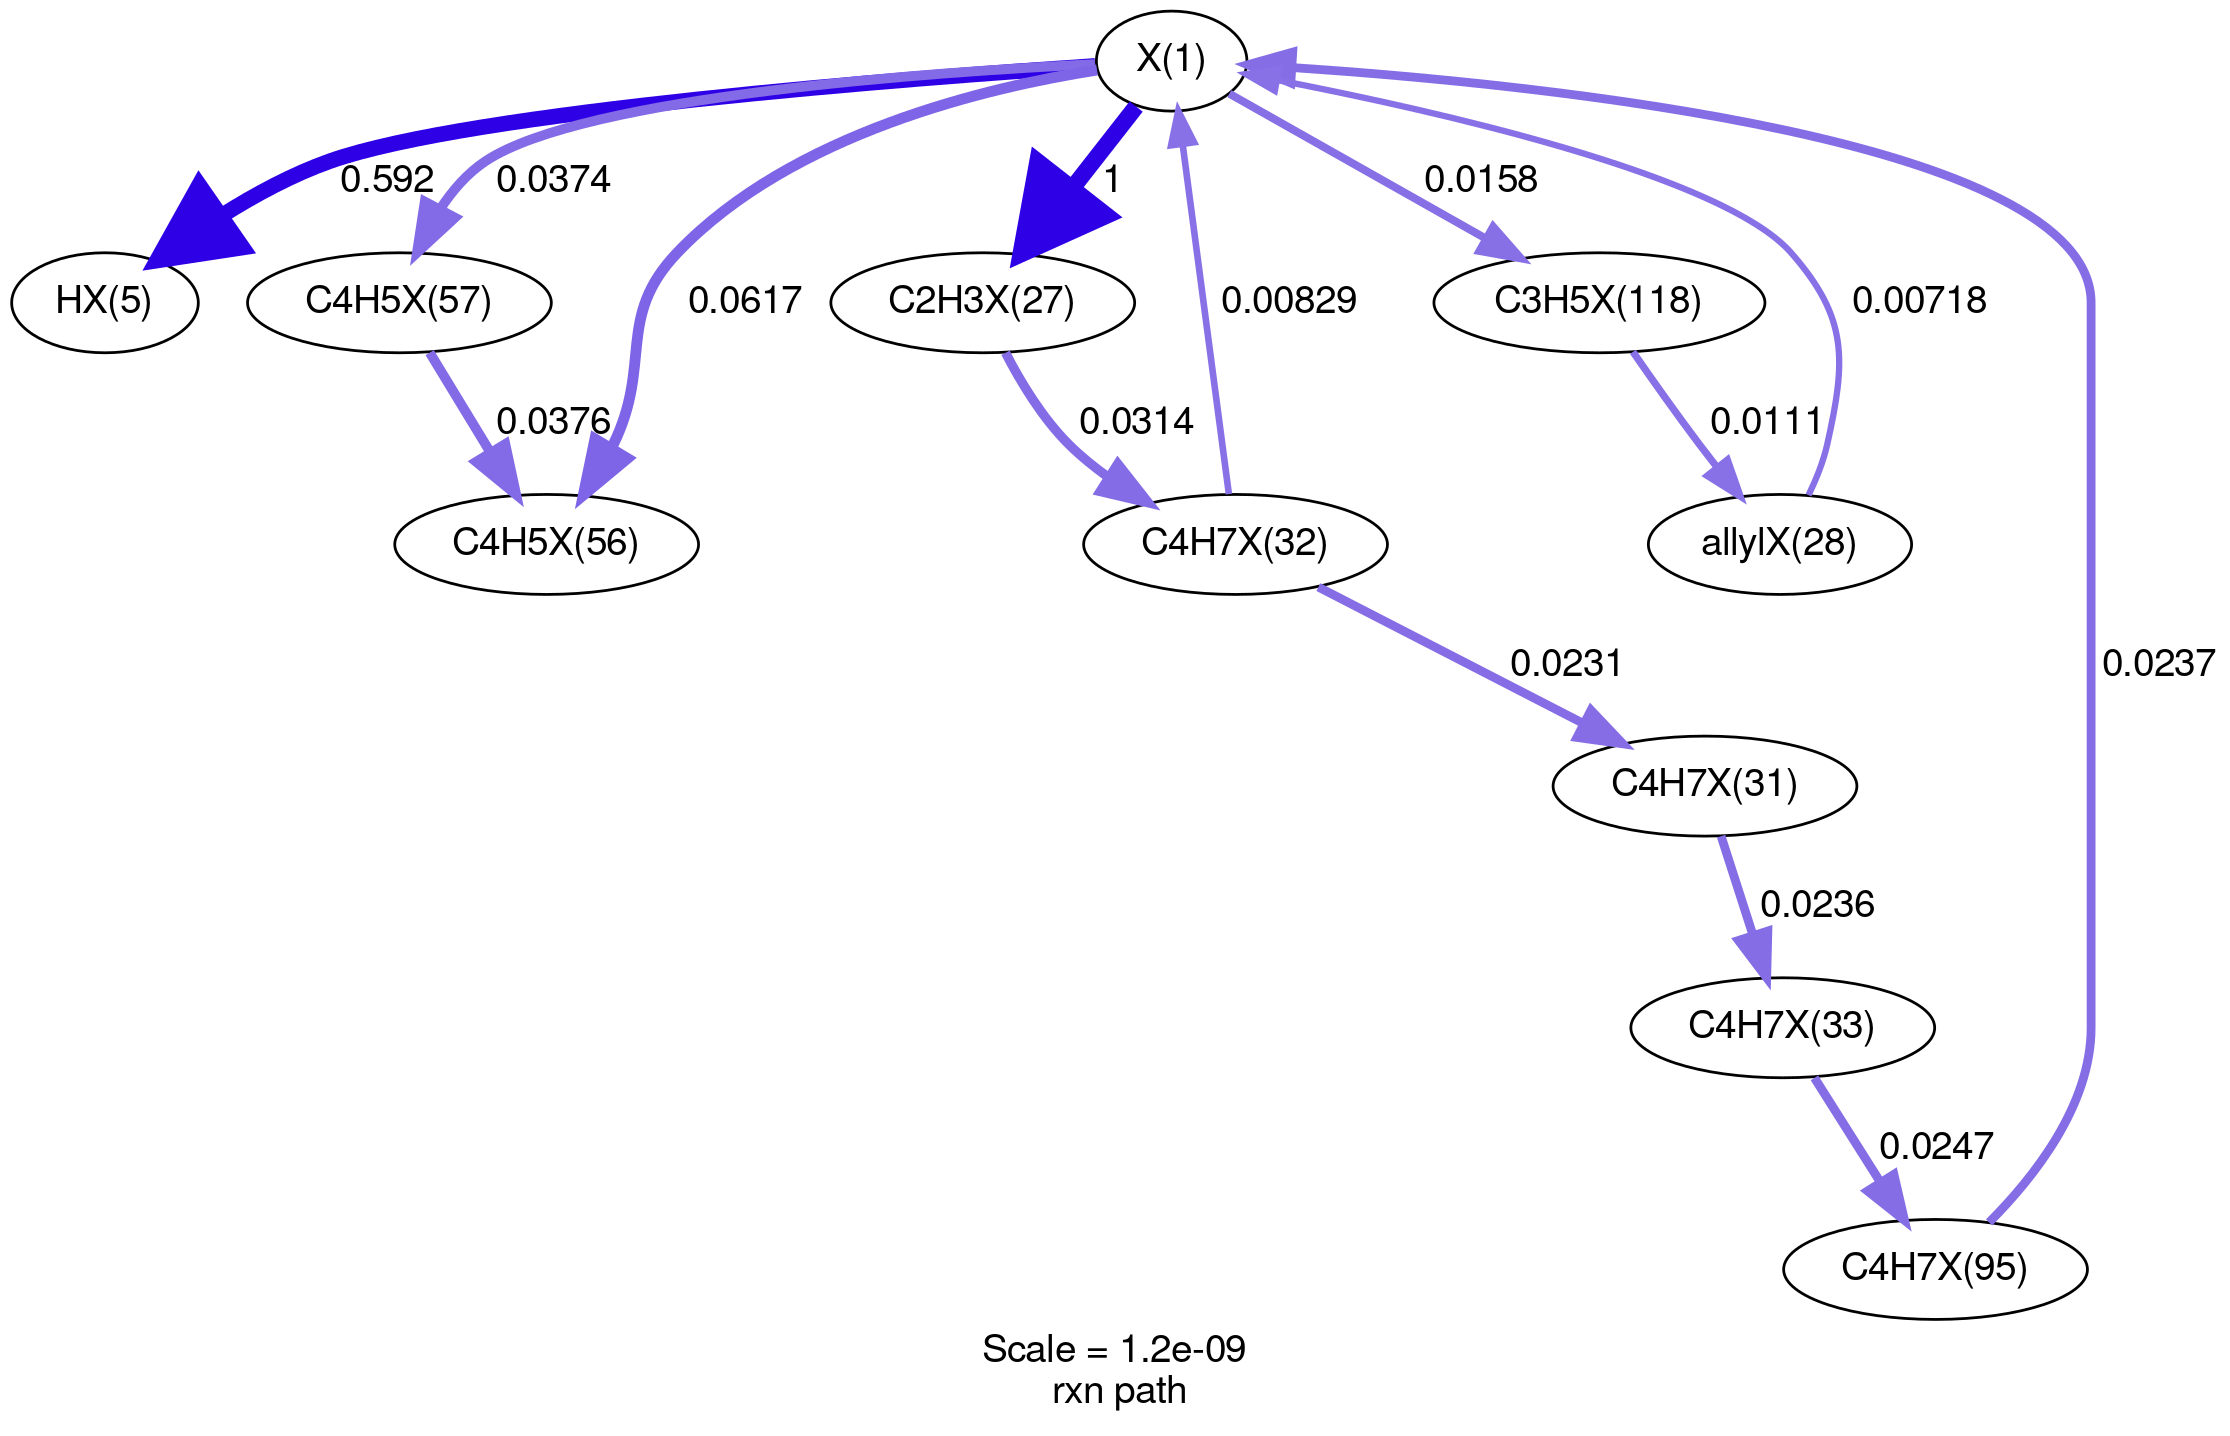 X(1)
0.592
0.0374
1
0.0158
HX(5)
C4H5X(57)
0.0617
C2H3X(27)
0.00829
C3H5X(118)
0.00718
0.0376
0.0314
0.0111
C4H5X(56)
C4H7X(32)
allylX(28)
0.0231
0.0237
C4H7X(31)
0.0236
C4H7X(33)
0.0247
C4H7X(95)
Scale = 1.2e-09
rxn path